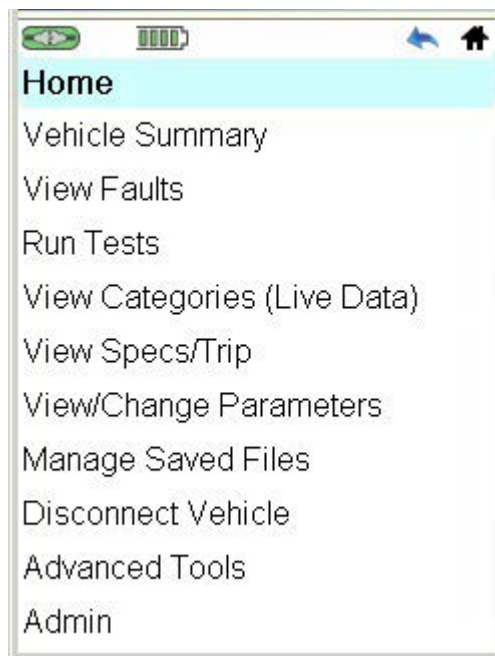 Home
Vehicle Summary
View Faults
Run Tests
View Categories (Live Data)
View Specs/Trip
View/Change Parameters
Manage Saved Files
Disconnect Vehicle
Advanced Tools
Admin